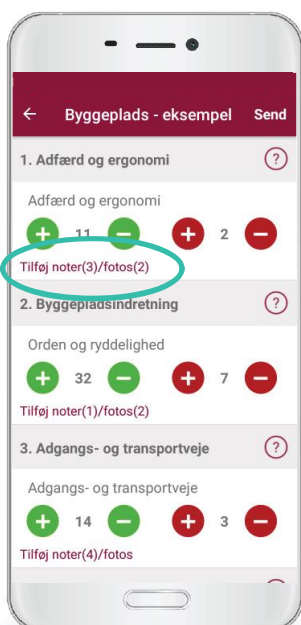 ← Byggeplads - eksempel Send
1. Adfærd og ergonomi ?
Adfærd og ergonomi
+ 11 − + 2 −
Tilføj noter(3)/fotos(2)
2. Byggepladsindretning ?
Orden og ryddelighed
+ 32 − + 7 −
Tilføj noter(1)/fotos(2)
3. Adgangs- og transportveje ?
Adgangs- og transportveje
+ 14 − + 3 −
Tilføj noter(4)/fotos